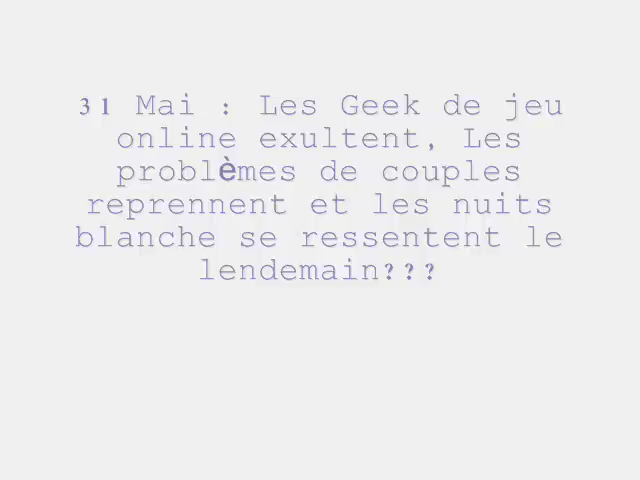 31 Mai : Les Geek de jeu
online exultent, Les
problèmes de couples
reprennent et les nuits
blanche se ressentent le
lendemain???